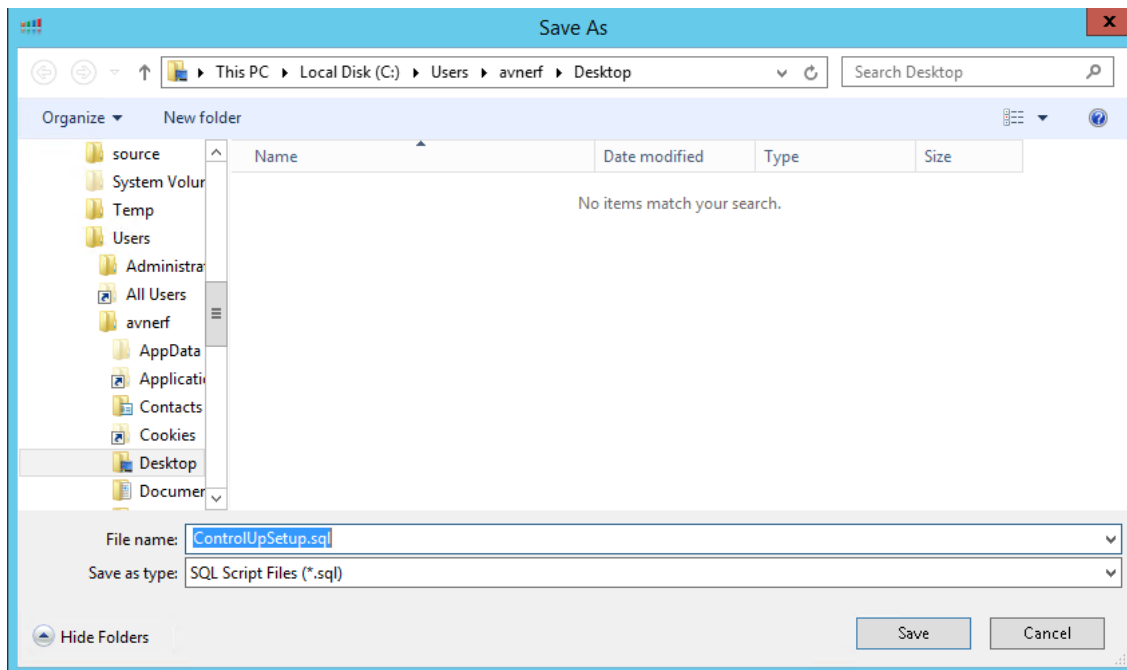 Save As
x
This PC Local Disk (C:) Users avnerf Desktop
Search Desktop
Organize
New folder
?
source
System Volur
Temp
Users
Administra
All Users
avnerf
AppData
Applicati
Contacts
Cookies
Desktop
Documer
Name
Date modified
Type
Size
No items match your search.
File name: ControlUpSetup.sql
Save as type: SQL Script Files (*.sql)
Hide Folders
Save
Cancel